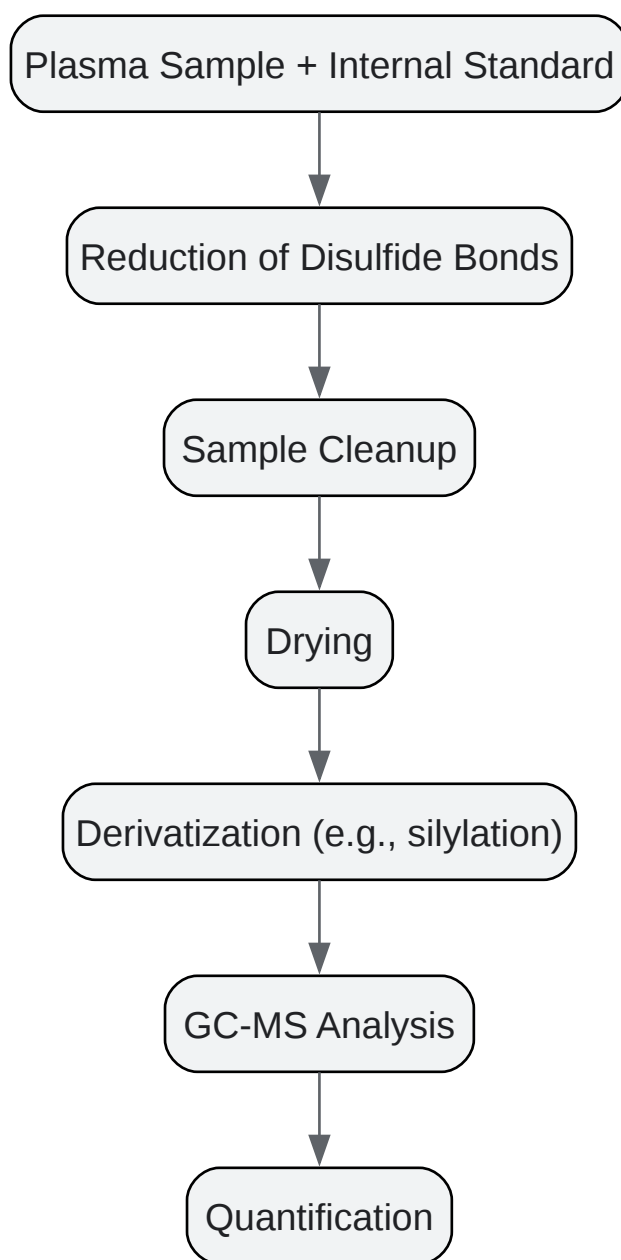 Plasma Sample + Internal Standard
Reduction of Disulfide Bonds
Sample Cleanup
Drying
Derivatization (e.g., silylation)
GC-MS Analysis
Quantification